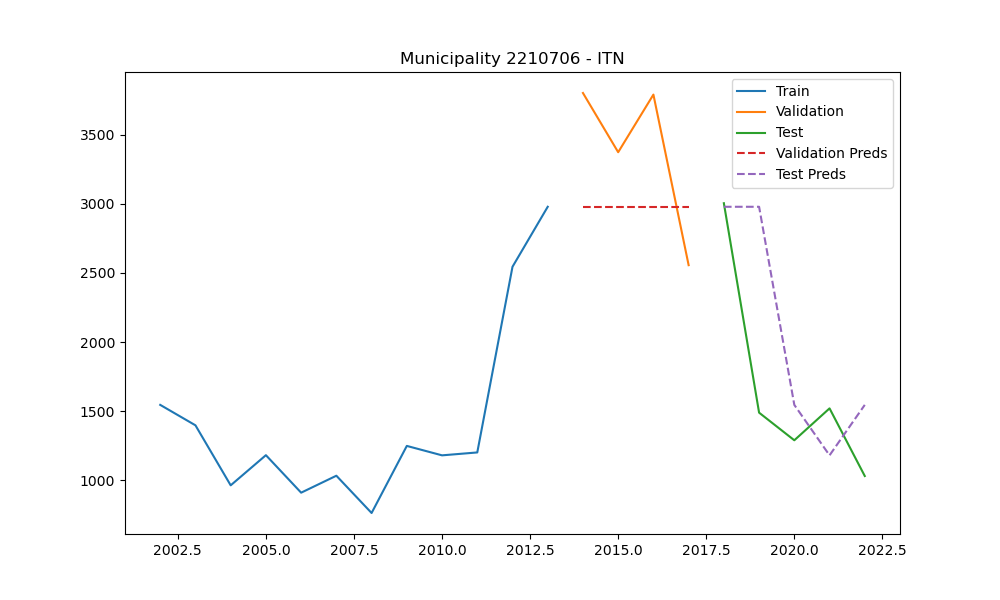 Municipality 2210706 - ITN
Train
Validation
Test
Validation Preds
Test Preds
3500
3000
2500
2000
1500
1000
2002.5 2005.0 2007.5 2010.0 2012.5 2015.0 2017.5 2020.0 2022.5